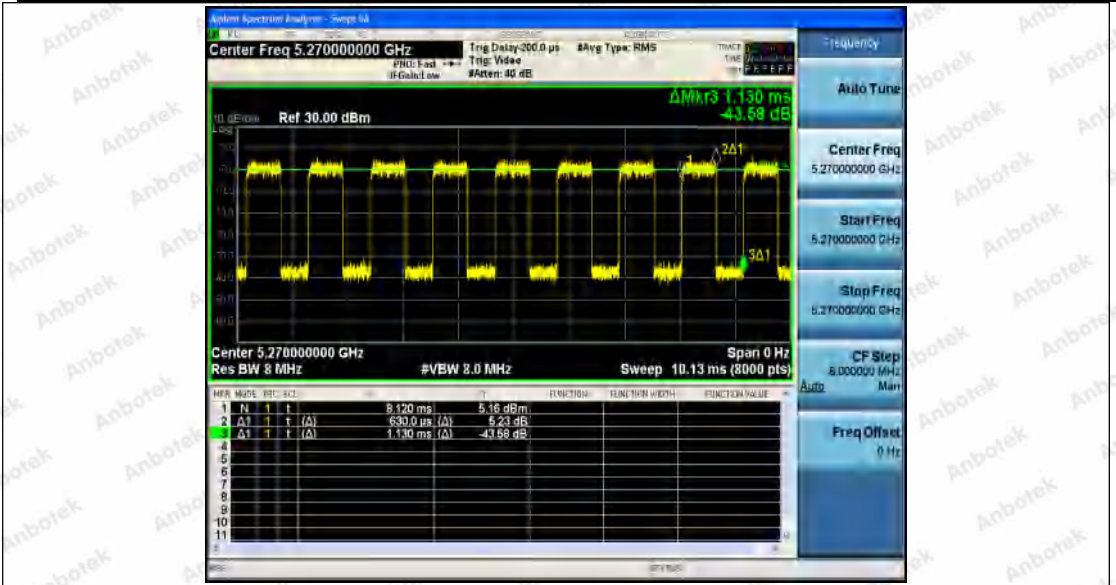 Agilent Spectrum Analyzer - Swept SA
Center Freq 5.270000000 GHz
PNO: Fast
IFGain:Low
Trig Delay-200.0 µs
Trig: Video
#Atten: 40 dB
#Avg Type: RMS
TRACE
TYPE
Frequency
Auto Tune
ΔMkr3 1.130 ms
-43.58 dB
10 dB/div
Log
Ref 30.00 dBm
2Δ1
3Δ1
Center Freq
5.270000000 GHz
Start Freq
5.270000000 GHz
Stop Freq
5.270000000 GHz
CF Step
8.000000 MHz
Auto Man
Freq Offset
0 Hz
Center 5.270000000 GHz
Span 0 Hz
Res BW 8 MHz
#VBW 8.0 MHz
Sweep 10.13 ms (8000 pts)
MKR MODE TRC SCL X Y FUNCTION FUNCTION WIDTH FUNCTION VALUE
1 N 1 t 8.120 ms 5.16 dBm
2 Δ1 1 t (Δ) 630.0 µs (Δ) 5.23 dB
3 Δ1 1 t (Δ) 1.130 ms (Δ) -43.58 dB
4
5
6
7
8
9
10
11
MSG
STATUS
Anbotek